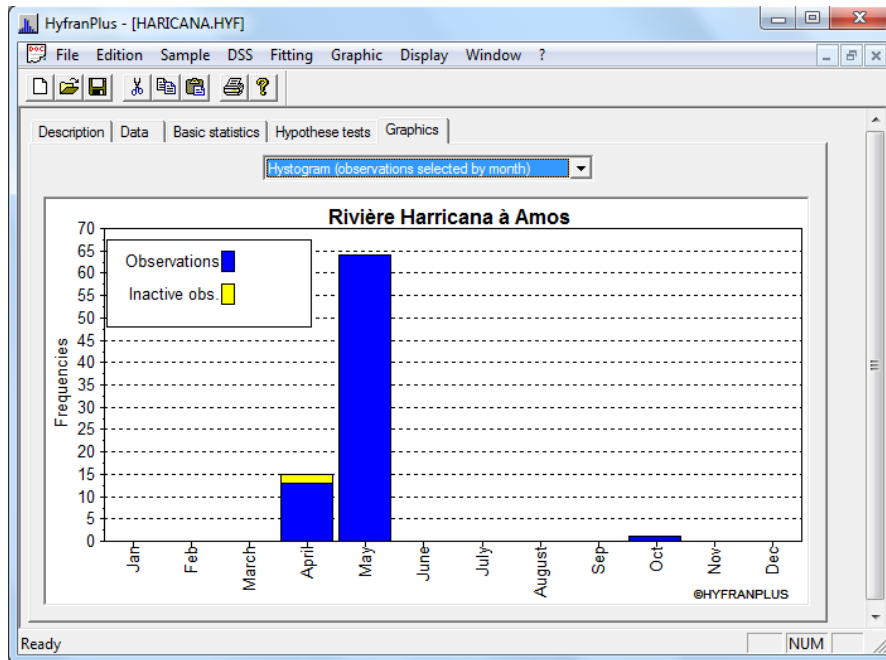 HyfranPlus - [HARICANA.HYF]
DOC File Edition Sample DSS Fitting Graphic Display Window ?
Description Data Basic statistics Hypothese tests Graphics
Hystogram (observations selected by month)
Rivière Harricana à Amos
Observations
Inactive obs.
Frequencies
70
65
60
55
50
45
40
35
30
25
20
15
10
5
0
Jan Feb March April May June July August Sep Oct Nov Dec
©HYFRANPLUS
Ready NUM